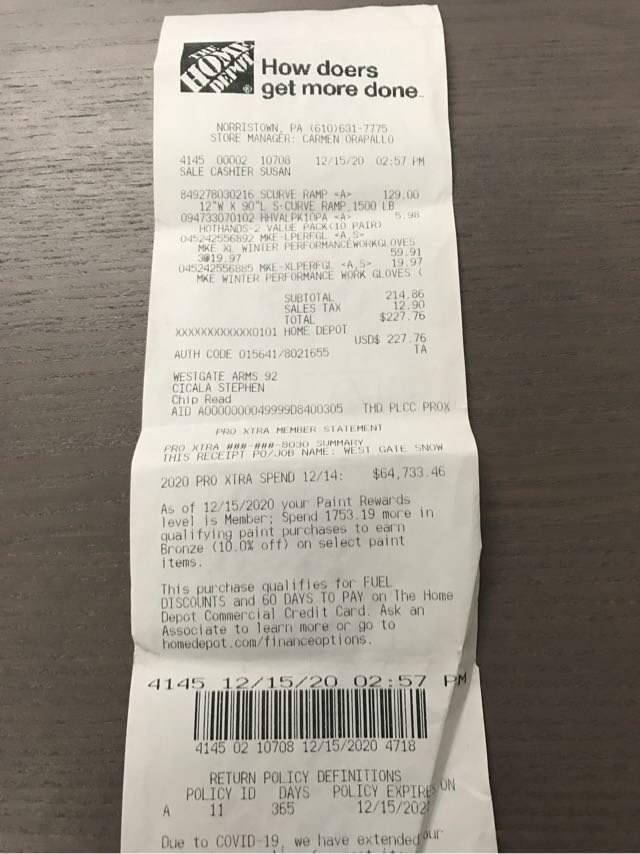 THE HOME DEPOT ®
How doers
get more done™
NORRISTOWN, PA (610)631-7775
STORE MANAGER: CARMEN ORAPALLO
4145 00002 10708 12/15/20 02:57 PM
SALE CASHIER SUSAN
849278030216 SCURVE RAMP <A> 129.00
12"W X 90"L S-CURVE RAMP,1500 LB
094733070102 HHVALPK10PA <A> 5.98
HOTHANDS-2 VALUE PACK(10 PAIR)
045242556892 MKE-LPERFGL <A,S>
MKE XL WINTER PERFORMANCEWORKGLOVES
3@19.97 59.91
045242556885 MKE-XLPERFGL <A,S> 19.97
MKE WINTER PERFORMANCE WORK GLOVES (
SUBTOTAL 214.86
SALES TAX 12.90
TOTAL $227.76
XXXXXXXXXXXX0101 HOME DEPOT
USD$ 227.76
AUTH CODE 015641/8021655 TA
WESTGATE ARMS 92
CICALA STEPHEN
Chip Read
AID A0000000049999D8400305 THD PLCC PROX
PRO XTRA MEMBER STATEMENT
PRO XTRA ###-###-8030 SUMMARY
THIS RECEIPT PO/JOB NAME: WEST GATE SNOW
2020 PRO XTRA SPEND 12/14: $64,733.46
As of 12/15/2020 your Paint Rewards
level is Member; Spend 1753.19 more in
qualifying paint purchases to earn
Bronze (10.0% off) on select paint
items.
This purchase qualifies for FUEL
DISCOUNTS and 60 DAYS TO PAY on The Home
Depot Commercial Credit Card. Ask an
Associate to learn more or go to
homedepot.com/financeoptions.
4145 12/15/20 02:57 PM
4145 02 10708 12/15/2020 4718
RETURN POLICY DEFINITIONS
POLICY ID DAYS POLICY EXPIRES ON
A 11 365 12/15/202
Due to COVID-19, we have extended our